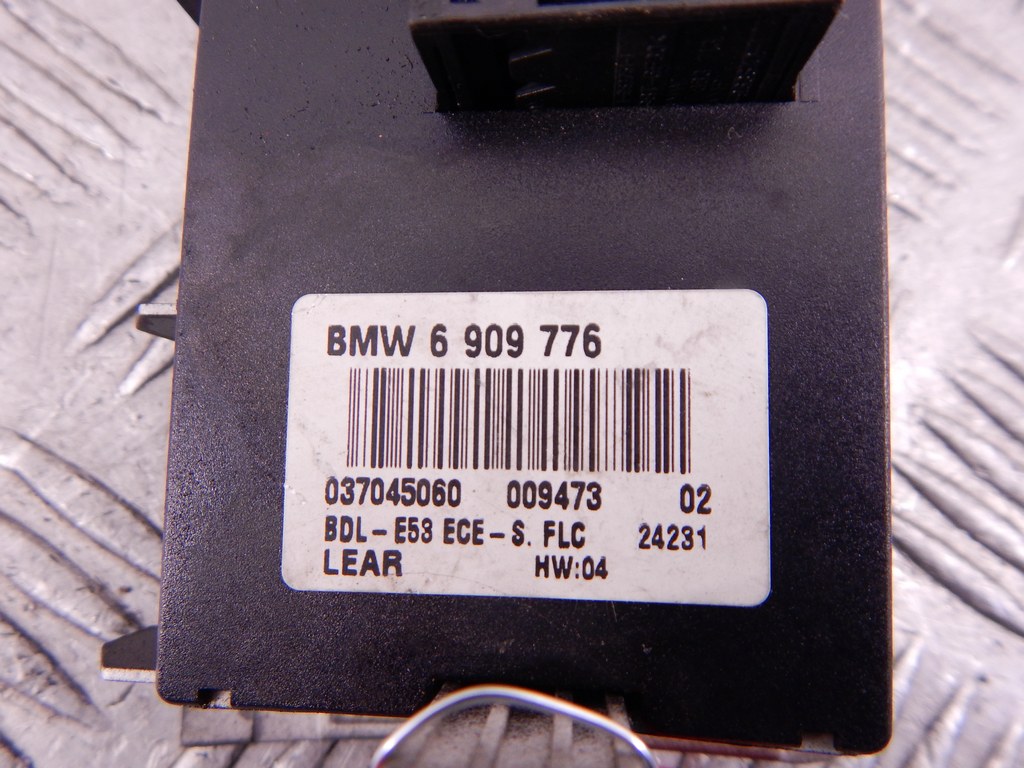 BMW 6 909 776
037045060 009473 02
BDL-E53 ECE-S. FLC 24231
LEAR HW:04